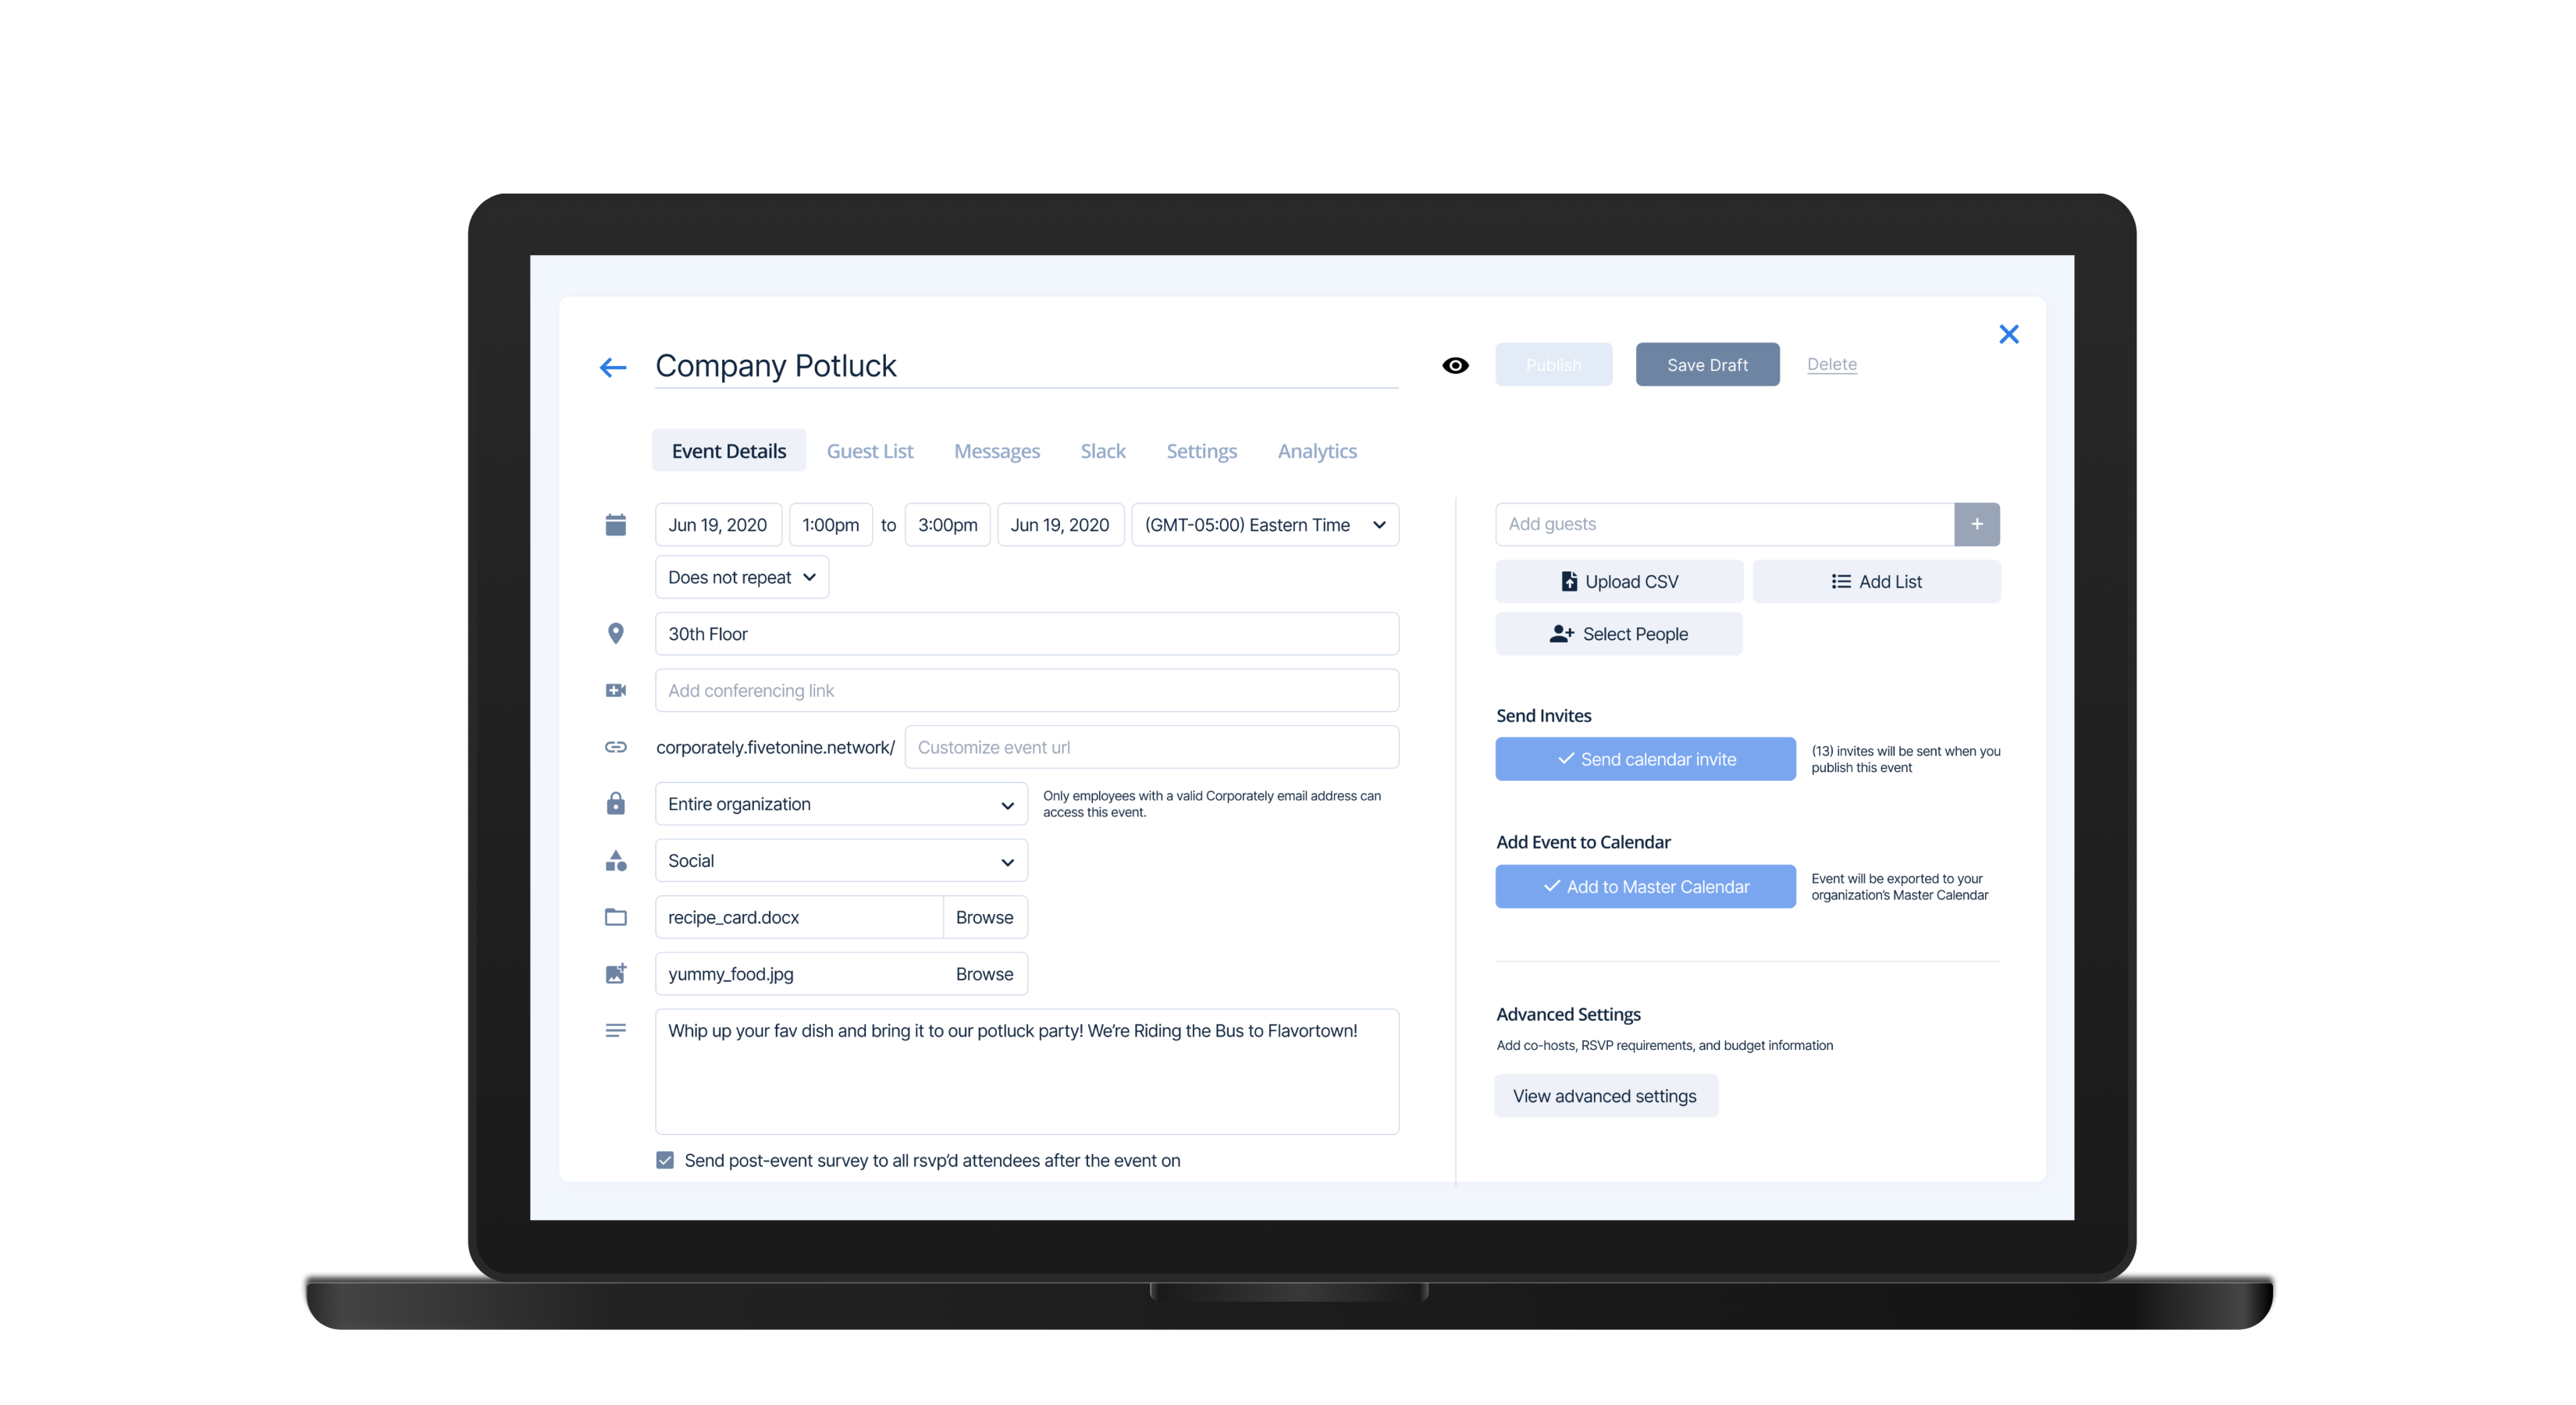 Company Potluck
Publish
Save Draft
Delete
Event Details
Guest List
Messages
Slack
Settings
Analytics
Jun 19, 2020
1:00pm
to
3:00pm
Jun 19, 2020
(GMT-05:00) Eastern Time
Does not repeat
30th Floor
Add conferencing link
corporately.fivetonine.network/
Customize event url
Entire organization
Only employees with a valid Corporately email address can
access this event.
Social
recipe_card.docx
Browse
yummy_food.jpg
Browse
Whip up your fav dish and bring it to our potluck party! We’re Riding the Bus to Flavortown!
Send post-event survey to all rsvp’d attendees after the event on
Add guests
+
Upload CSV
Add List
Select People
Send Invites
Send calendar invite
(13) invites will be sent when you
publish this event
Add Event to Calendar
Add to Master Calendar
Event will be exported to your
organization’s Master Calendar
Advanced Settings
Add co-hosts, RSVP requirements, and budget information
View advanced settings